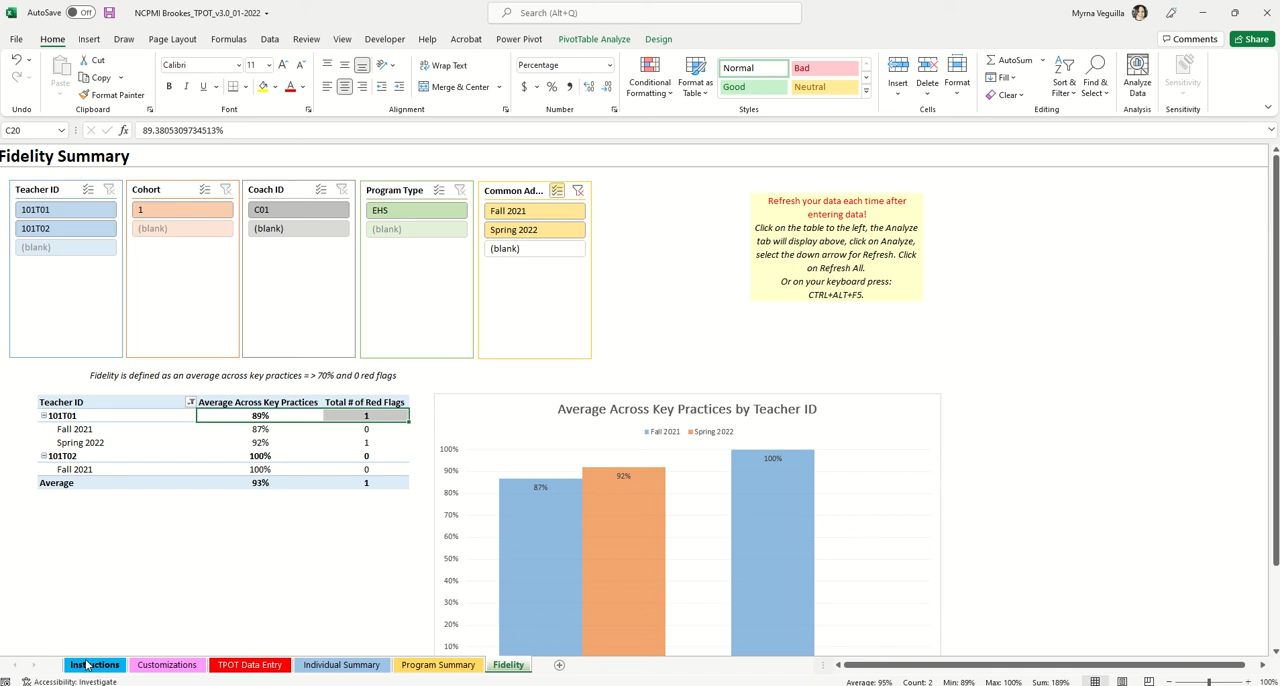 AutoSave Off NCPMI Brookes_TPOT_v3.0_01-2022 Search (Alt+Q) Myrna Veguilla
File Home Insert Draw Page Layout Formulas Data Review View Developer Help Acrobat Power Pivot PivotTable Analyze Design Comments Share
Cut
Copy
Format Painter
Paste
Calibri 11
B I U
Wrap Text
Merge & Center
Percentage
$ % ,
Conditional Formatting
Format as Table
Normal Bad
Good Neutral
Insert Delete Format
AutoSum
Fill
Clear
Sort & Filter
Find & Select
Analyze Data
Sensitivity
Undo Clipboard Font Alignment Number Styles Cells Editing Analysis Sensitivity
C20 fx 89.3805309734513%
Fidelity Summary
Teacher ID
101T01
101T02
(blank)
Cohort
1
(blank)
Coach ID
C01
(blank)
Program Type
EHS
(blank)
Common Ad...
Fall 2021
Spring 2022
(blank)
Refresh your data each time after
entering data!
Click on the table to the left, the Analyze
tab will display above, click on Analyze,
select the down arrow for Refresh. Click
on Refresh All.
Or on your keyboard press:
CTRL+ALT+F5.
Fidelity is defined as an average across key practices = > 70% and 0 red flags
Teacher ID Average Across Key Practices Total # of Red Flags
101T01 89% 1
Fall 2021 87% 0
Spring 2022 92% 1
101T02 100% 0
Fall 2021 100% 0
Average 93% 1
Average Across Key Practices by Teacher ID
Fall 2021 Spring 2022
100%
90%
80%
70%
60%
50%
40%
30%
20%
10%
87%
92%
100%
Instructions Customizations TPOT Data Entry Individual Summary Program Summary Fidelity
Accessibility: Investigate Average: 95% Count: 2 Min: 89% Max: 100% Sum: 189% 100%